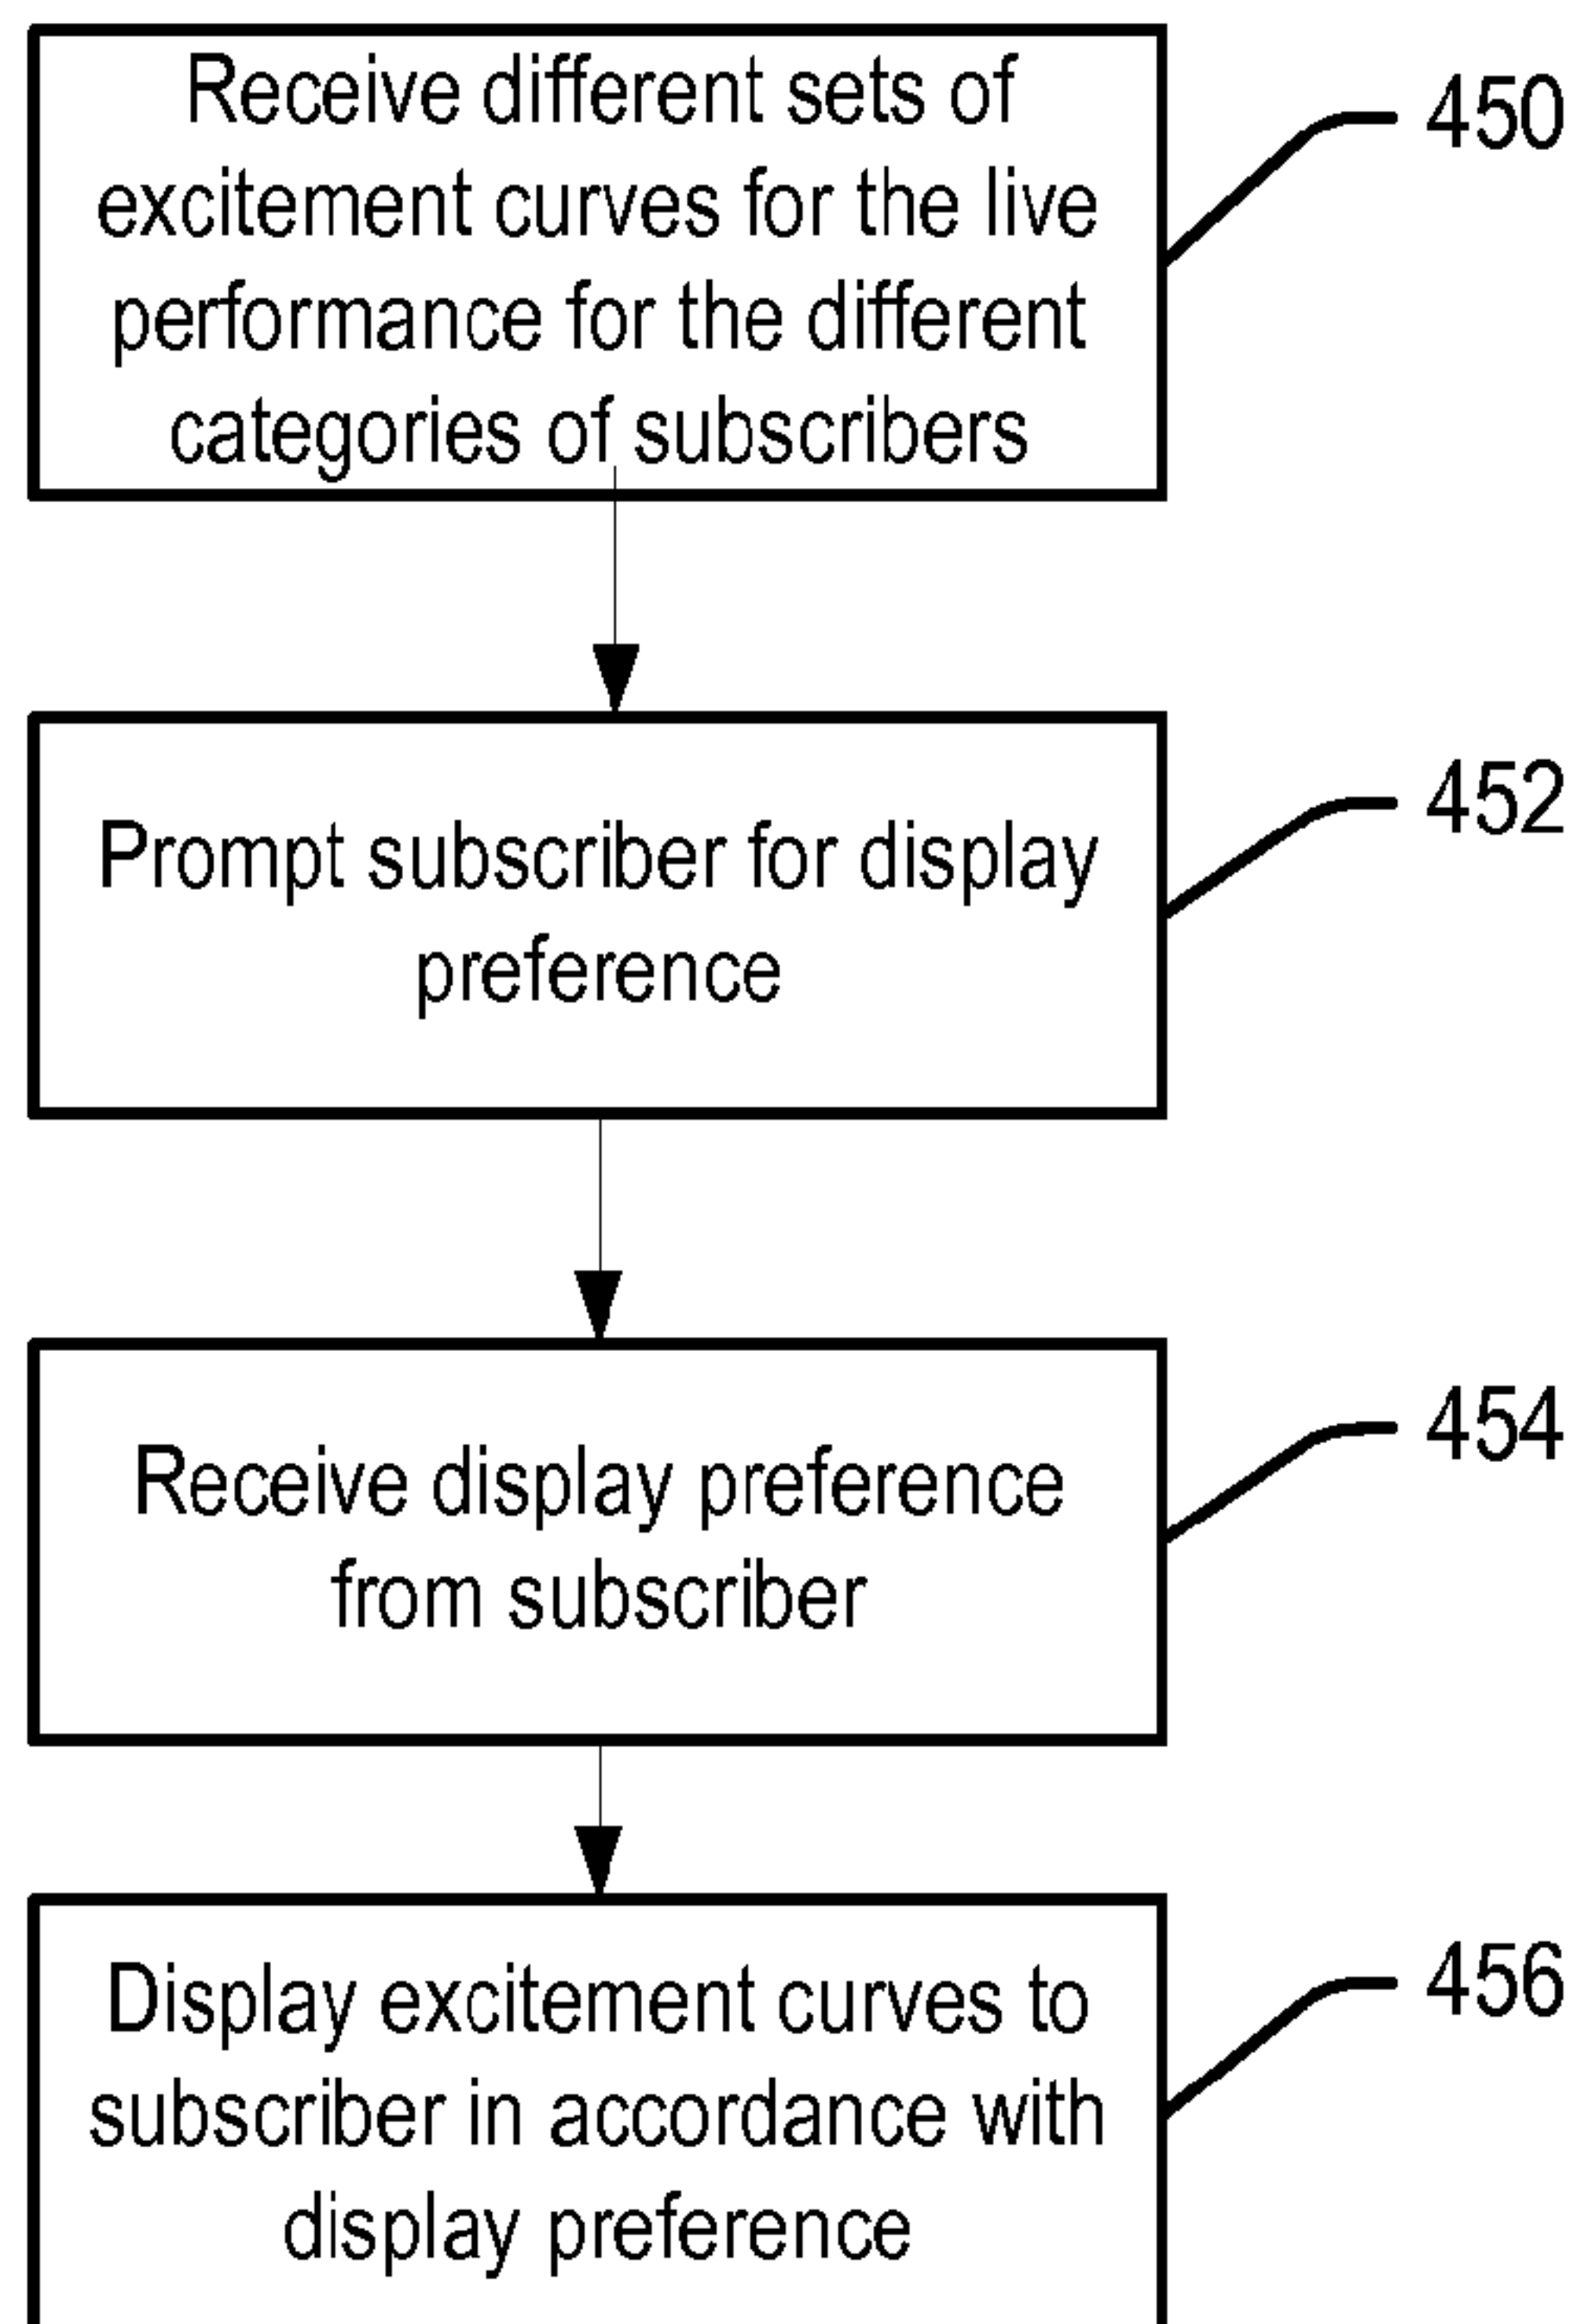 Receive different sets of
excitement curves for the live
performance for the different
categories of subscribers
450
Prompt subscriber for display
preference
452
Receive display preference
from subscriber
454
Display excitement curves to
subscriber in accordance with
display preference
456